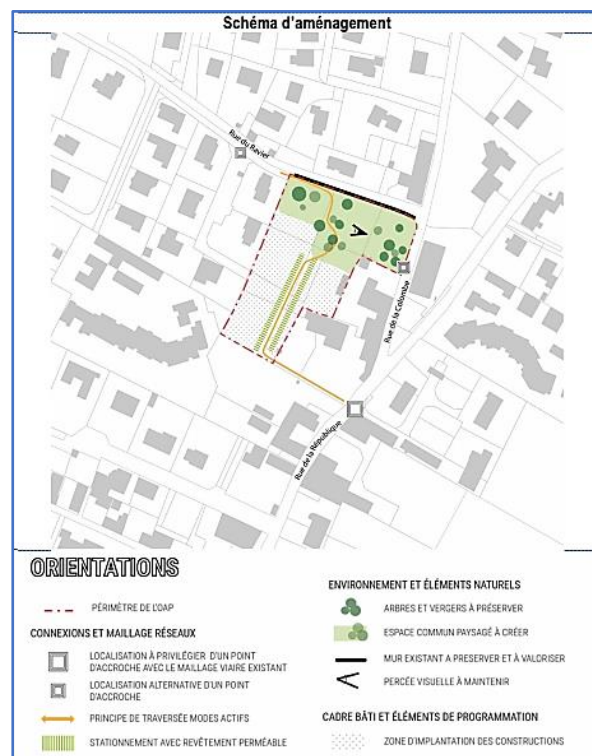 Schéma d'aménagement
Rue du Ravier
Rue de la Colombe
Rue de la République
ORIENTATIONS
PÉRIMÈTRE DE L'OAP
CONNEXIONS ET MAILLAGE RÉSEAUX
LOCALISATION À PRIVILÉGIER D'UN POINT
D'ACCROCHE AVEC LE MAILLAGE VIAIRE EXISTANT
LOCALISATION ALTERNATIVE D'UN POINT
D'ACCROCHE
PRINCIPE DE TRAVERSÉE MODES ACTIFS
STATIONNEMENT AVEC REVÊTEMENT PERMÉABLE
ENVIRONNEMENT ET ÉLÉMENTS NATURELS
ARBRES ET VERGERS À PRÉSERVER
ESPACE COMMUN PAYSAGÉ À CRÉER
MUR EXISTANT A PRESERVER ET À VALORISER
PERCÉE VISUELLE À MAINTENIR
CADRE BÂTI ET ÉLÉMENTS DE PROGRAMMATION
ZONE D'IMPLANTATION DES CONSTRUCTIONS